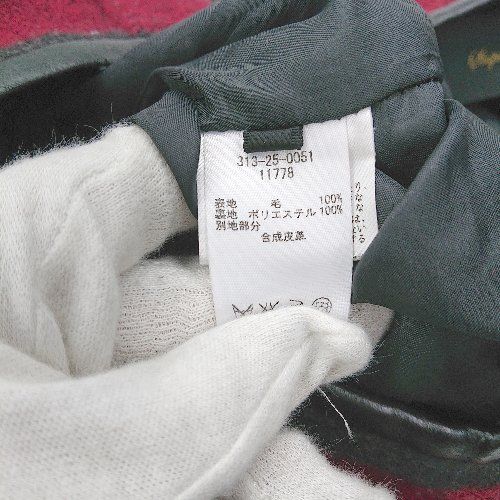 313-25-0051
11778
表地 毛 100%
裏地 ポリエステル 100%
別地部分
合成皮革